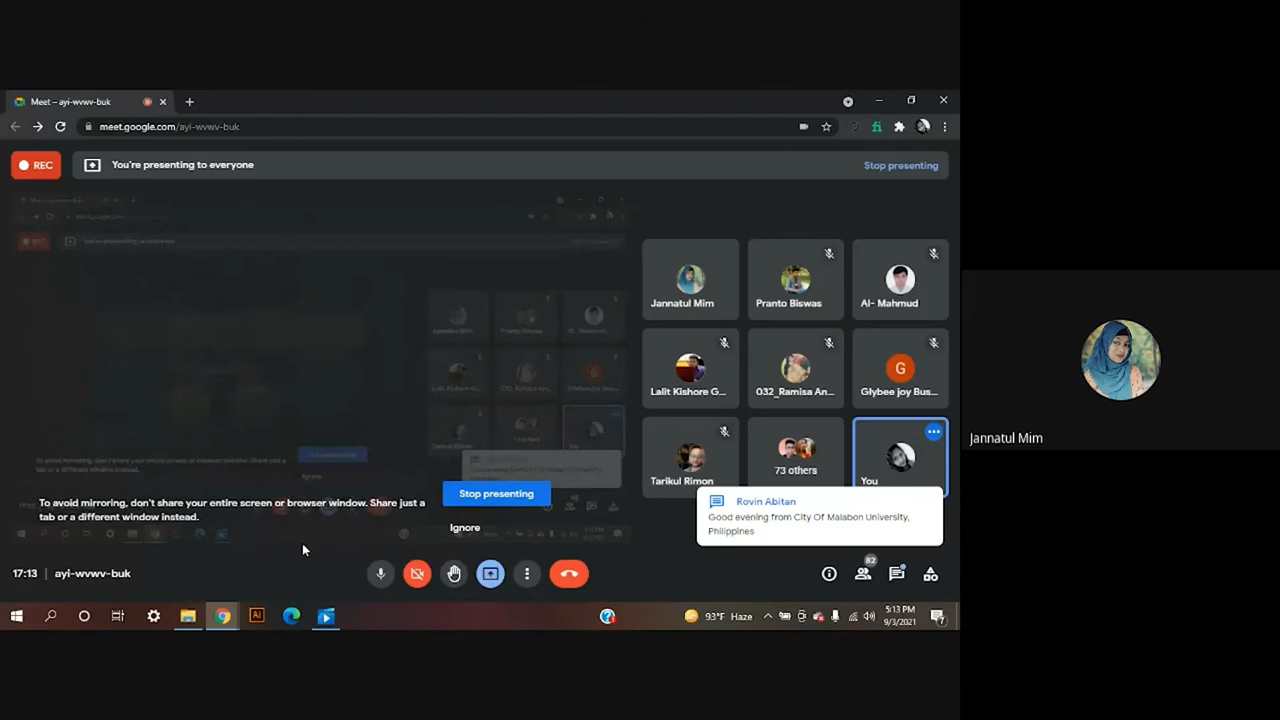 Meet – ayi-wvwv-buk
meet.google.com/ayi-wvwv-buk
REC
You're presenting to everyone
Stop presenting
Jannatul Mim
Pranto Biswas
Al- Mahmud
Lalit Kishore G...
032_Ramisa An...
G
Glybee joy Bus...
Tarikul Rimon
73 others
You
Rovin Abitan
Good evening from City Of Malabon University,
Philippines
To avoid mirroring, don't share your entire screen or browser window. Share just a
tab or a different window instead.
Stop presenting
Ignore
17:13 | ayi-wvwv-buk
82
Ai
93°F Haze
5:13 PM
9/3/2021
7
Jannatul Mim